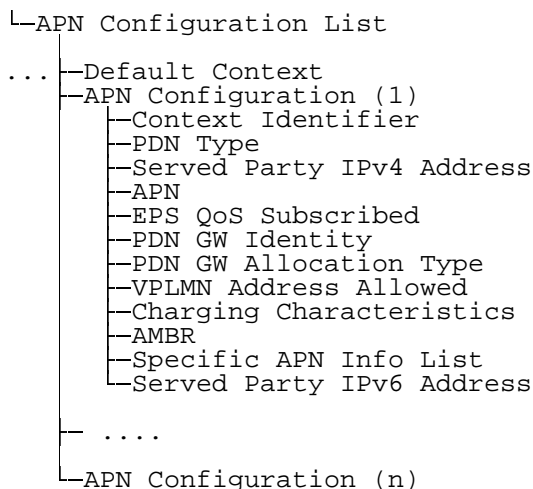 APN Configuration List
... Default Context
APN Configuration (1)
Context Identifier
PDN Type
Served Party IPv4 Address
APN
EPS QoS Subscribed
PDN GW Identity
PDN GW Allocation Type
VPLMN Address Allowed
Charging Characteristics
AMBR
Specific APN Info List
Served Party IPv6 Address
....
APN Configuration (n)